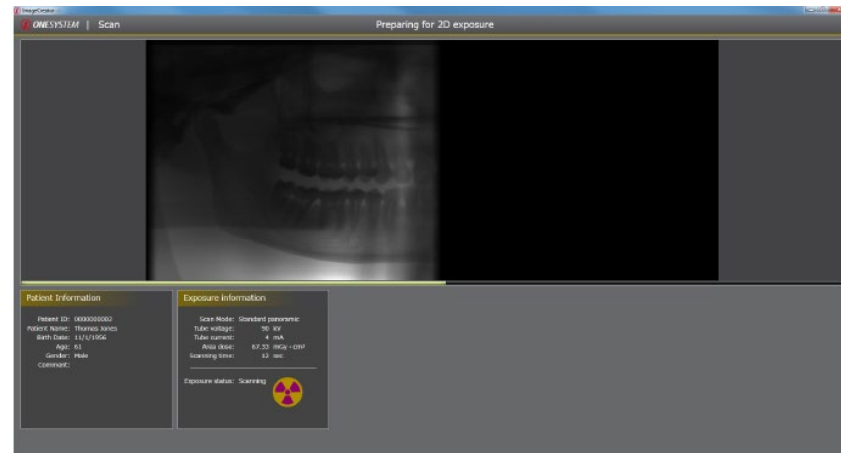 ImageCreator
ONESYSTEM | Scan
Preparing for 2D exposure
Patient Information
Patient ID: 0000000002
Patient Name: Thomas Jones
Birth Date: 11/1/1956
Age: 61
Gender: Male
Comment:
Exposure information
Scan Mode: Standard panoramic
Tube voltage: 90 kV
Tube current: 4 mA
Area dose: 67.33 mGy・cm²
Scanning time: 12 sec
Exposure status: Scanning